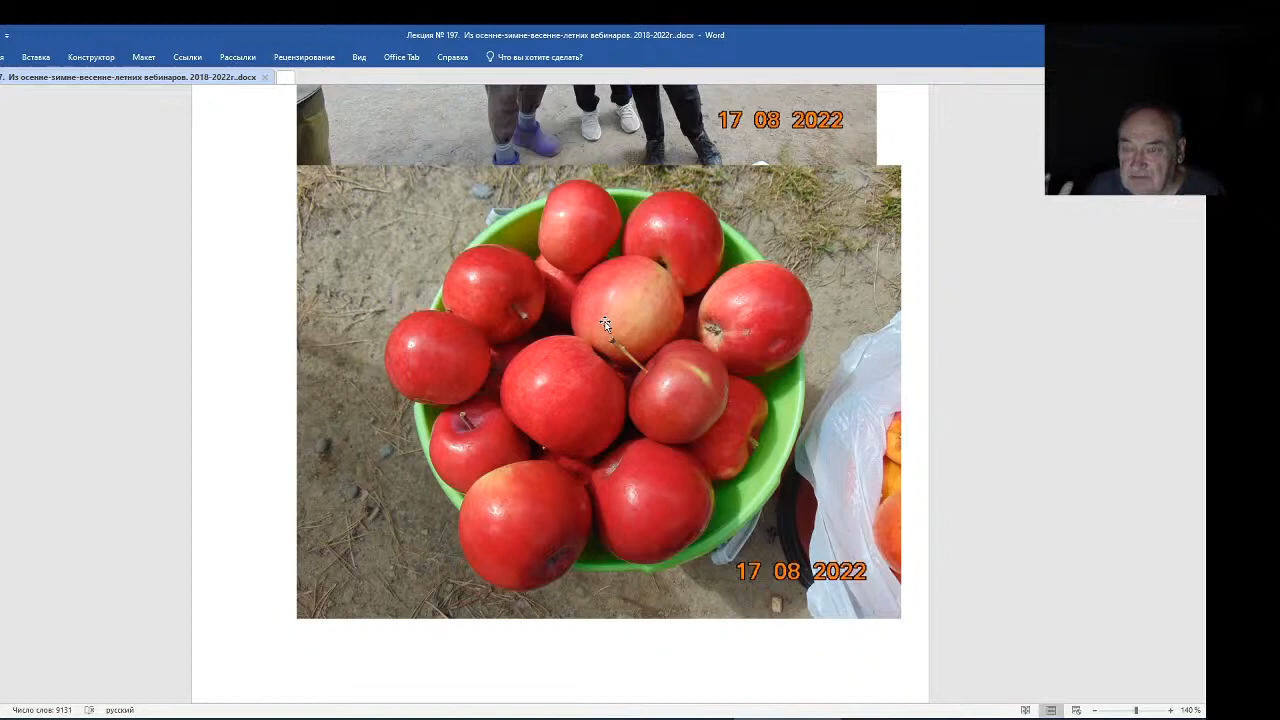 Лекция № 197.  Из осенне-зимне-весенне-летних вебинаров. 2018-2022г..docx  -  Word
я Вставка Конструктор Макет Ссылки Рассылки Рецензирование Вид Office Tab Справка Что вы хотите сделать?
7.  Из осенне-зимне-весенне-летних вебинаров. 2018-2022г..docx
17 08 2022
17 08 2022
Число слов: 9131 русский 140 %